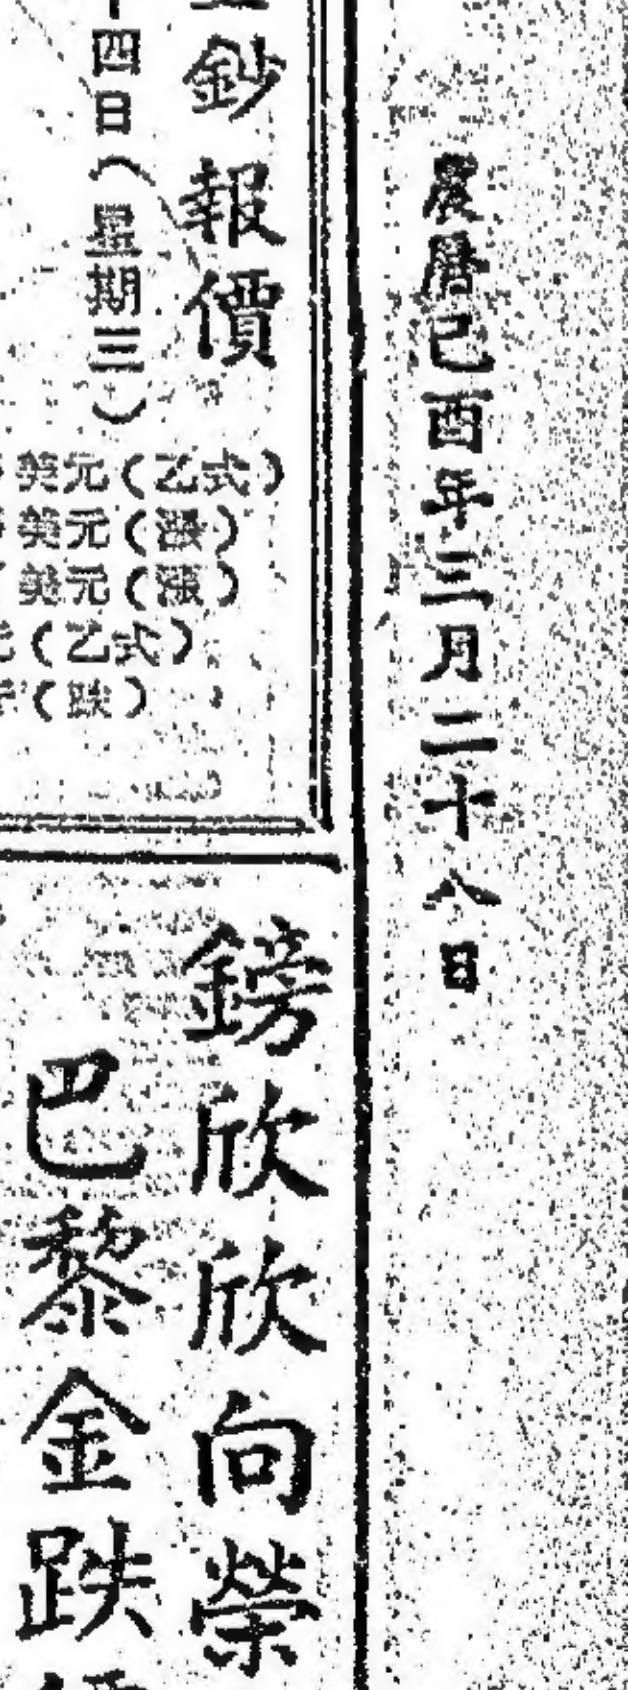 農曆己酉年三月二十八日
鈔報價
四日(星期三)
美元(乙式)
美元(漲)
美元(漲)
(乙式)
(跌)
鎊欣欣向榮
巴黎金跌